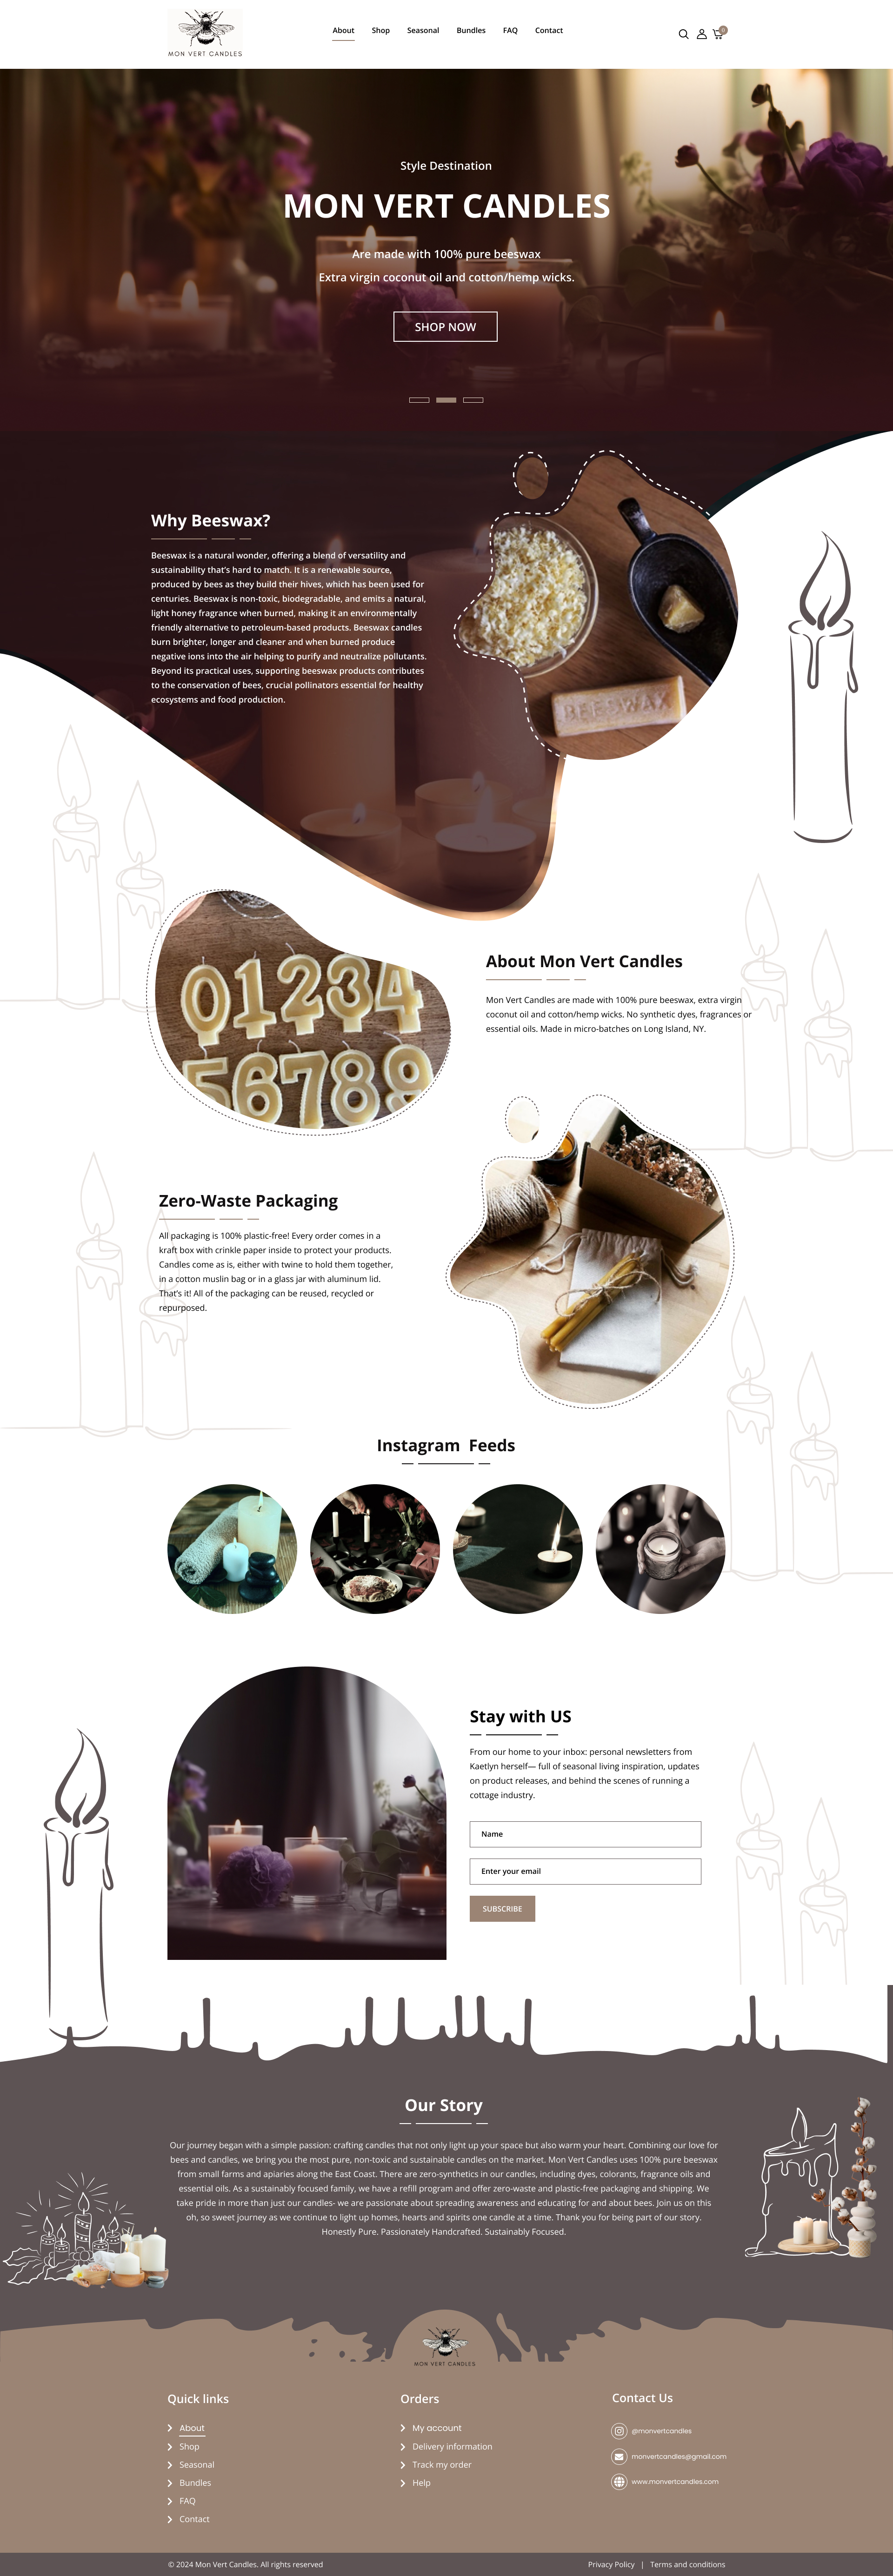 MON VERT CANDLES
About Shop Seasonal Bundles FAQ Contact
0
Style Destination
MON VERT CANDLES
Are made with 100% pure beeswax
Extra virgin coconut oil and cotton/hemp wicks.
SHOP NOW
Why Beeswax?
Beeswax is a natural wonder, offering a blend of versatility and
sustainability that's hard to match. It is a renewable source,
produced by bees as they build their hives, which has been used for
centuries. Beeswax is non-toxic, biodegradable, and emits a natural,
light honey fragrance when burned, making it an environmentally
friendly alternative to petroleum-based products. Beeswax candles
burn brighter, longer and cleaner and when burned produce
negative ions into the air helping to purify and neutralize pollutants.
Beyond its practical uses, supporting beeswax products contributes
to the conservation of bees, crucial pollinators essential for healthy
ecosystems and food production.
01234
56789
About Mon Vert Candles
Mon Vert Candles are made with 100% pure beeswax, extra virgin
coconut oil and cotton/hemp wicks. No synthetic dyes, fragrances or
essential oils. Made in micro-batches on Long Island, NY.
Zero-Waste Packaging
All packaging is 100% plastic-free! Every order comes in a
kraft box with crinkle paper inside to protect your products.
Candles come as is, either with twine to hold them together,
in a cotton muslin bag or in a glass jar with aluminum lid.
That's it! All of the packaging can be reused, recycled or
repurposed.
Instagram Feeds
Stay with US
From our home to your inbox: personal newsletters from
Kaetlyn herself— full of seasonal living inspiration, updates
on product releases, and behind the scenes of running a
cottage industry.
Name
Enter your email
SUBSCRIBE
Our Story
Our journey began with a simple passion: crafting candles that not only light up your space but also warm your heart. Combining our love for
bees and candles, we bring you the most pure, non-toxic and sustainable candles on the market. Mon Vert Candles uses 100% pure beeswax
from small farms and apiaries along the East Coast. There are zero-synthetics in our candles, including dyes, colorants, fragrance oils and
essential oils. As a sustainably focused family, we have a refill program and offer zero-waste and plastic-free packaging and shipping. We
take pride in more than just our candles- we are passionate about spreading awareness and educating for and about bees. Join us on this
oh, so sweet journey as we continue to light up homes, hearts and spirits one candle at a time. Thank you for being part of our story.
Honestly Pure. Passionately Handcrafted. Sustainably Focused.
MON VERT CANDLES
Quick links
About
Shop
Seasonal
Bundles
FAQ
Contact
Orders
My account
Delivery information
Track my order
Help
Contact Us
@monvertcandles
monvertcandles@gmail.com
www.monvertcandles.com
© 2024 Mon Vert Candles. All rights reserved
Privacy Policy | Terms and conditions